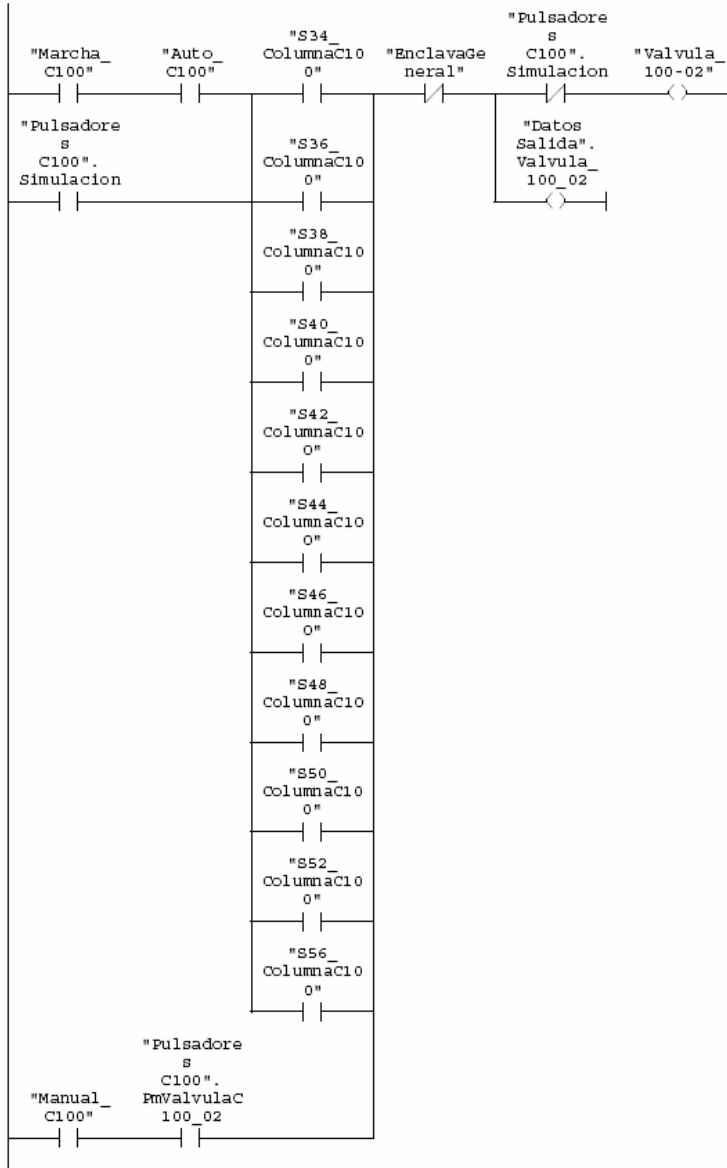 "Marcha_
C100"
"Auto_
C100"
"S34_
ColumnaC10
0"
"EnclavaGe
neral"
"Pulsadore
s
C100".
Simulacion
"Valvula_
100-02"
"Pulsadore
s
C100".
Simulacion
"S36_
ColumnaC10
0"
"Datos
Salida".
Valvula_
100_02
"S38_
ColumnaC10
0"
"S40_
ColumnaC10
0"
"S42_
ColumnaC10
0"
"S44_
ColumnaC10
0"
"S46_
ColumnaC10
0"
"S48_
ColumnaC10
0"
"S50_
ColumnaC10
0"
"S52_
ColumnaC10
0"
"S56_
ColumnaC10
0"
"Manual_
C100"
"Pulsadore
s
C100".
PmValvulaC
100_02